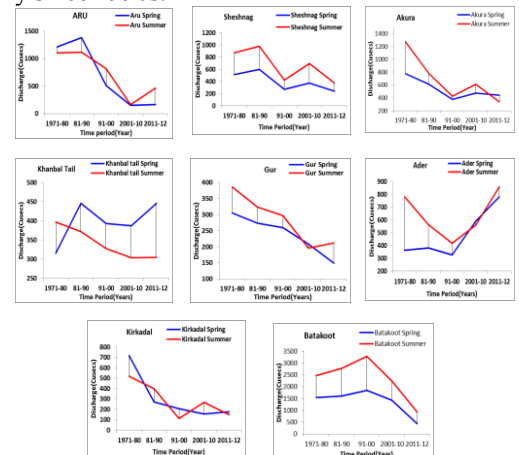 ARU
Aru Spring
Aru Summer
Discharge(Cusecs)
1500
1000
500
0
1971-80 81-90 91-00 2001-10 2011-12
Time Period(Year)
Sheshnag
Sheshnag Spring
Sheshnag Summer
Discharge(Cusecs)
1200
1000
800
600
400
200
0
1971-80 81-90 91-00 2001-10 2011-12
Time Period(Year)
Akura
Akura Spring
Akura Summer
Discharge(Cusecs)
1400
1200
1000
800
600
400
200
1971-80 81-90 91-00 2001-10 2011-12
Time Period(Year)
Khanbal Tail
Khanbal tail Spring
Khanbal tail Summer
Discharge(Cusecs)
500
450
400
350
300
250
1971-80 81-90 91-00 2001-10 2011-12
Time Period(Years)
Gur
Gur Spring
Gur Summer
Discharge(Cusecs)
400
300
200
100
1971-80 81-90 91-00 2001-10 2011-12
Time Period(Years)
Ader
Ader Spring
Ader Summer
Discharge(Cusecs)
900
800
700
600
500
400
300
200
1971-80 81-90 91-00 2001-10 2011-12
Time Period(Years)
Kirkadal
Kirkadal Spring
Kirkadal Summer
Discharge(Cusecs)
800
700
600
500
400
300
200
100
0
1971-80 81-90 91-00 2001-10 2011-12
Time Period(Years)
Batakoot
Batakoot Spring
Batakoot Summer
Discharge(Cusecs)
3500
3000
2500
2000
1500
1000
500
0
1971-80 81-90 91-00 2001-10 2011-12
Time Period(Years)